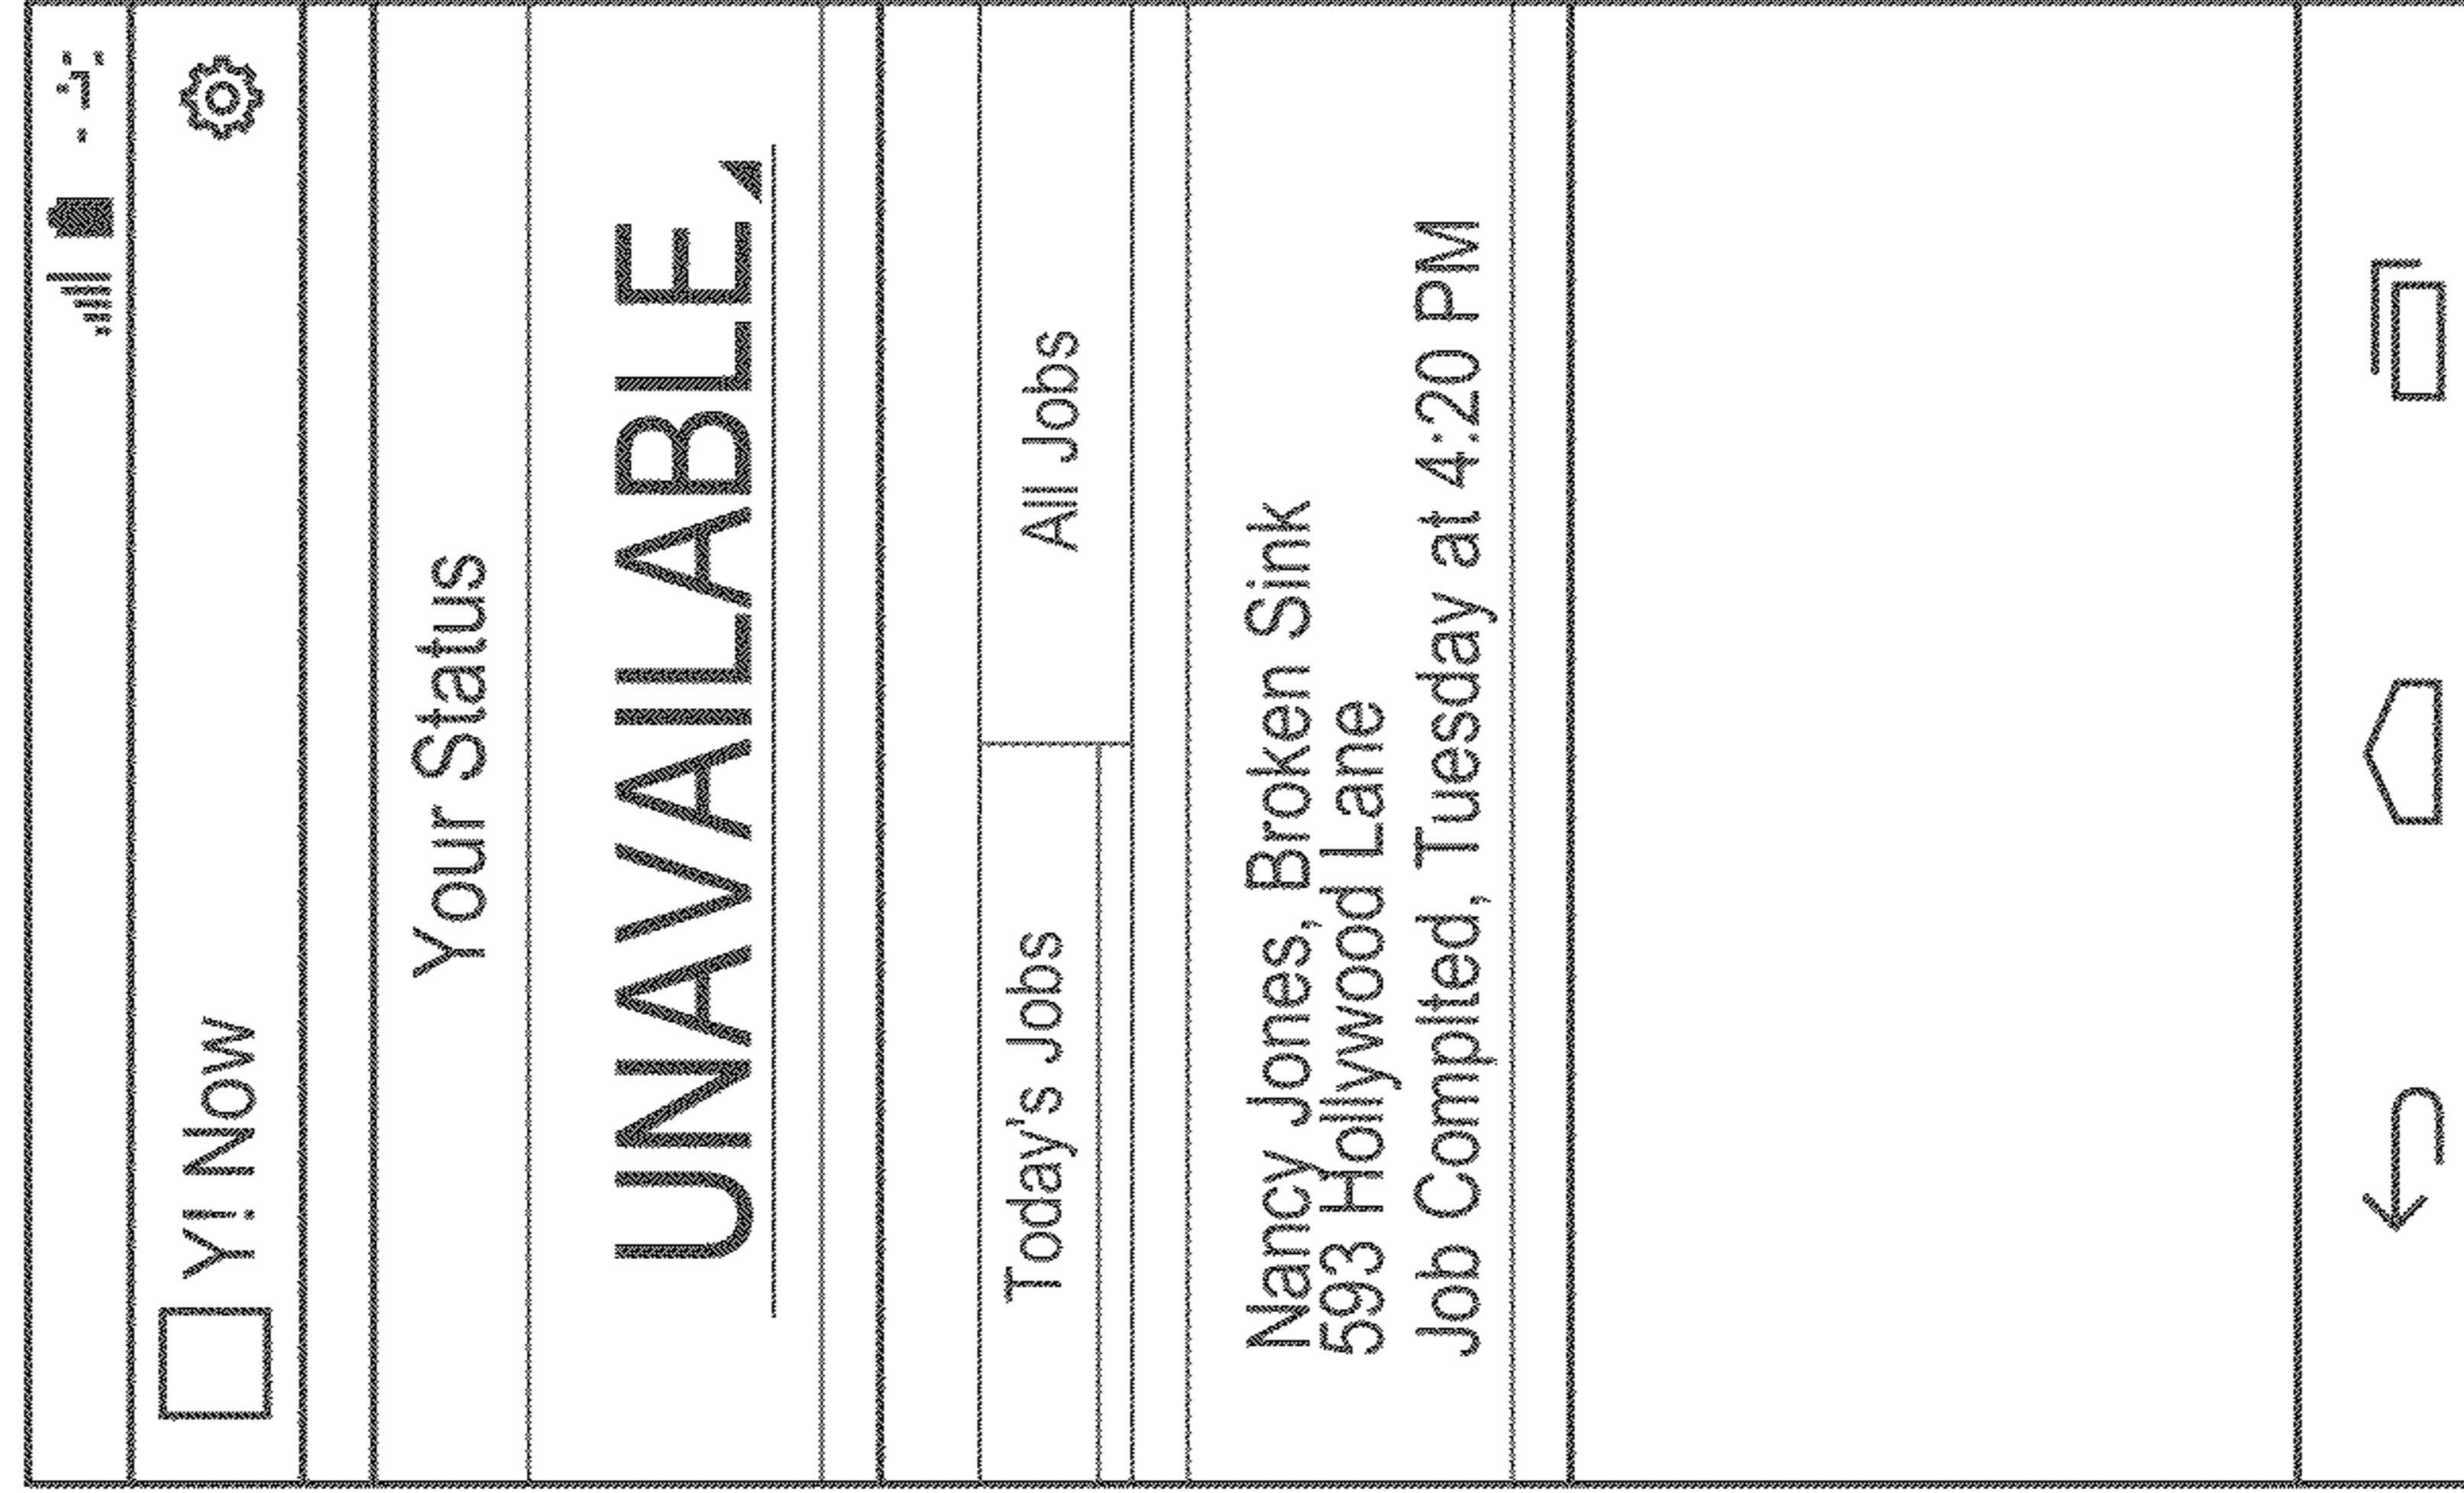 Y! Now
Your Status
UNAVAILABLE
Today's Jobs
All Jobs
Nancy Jones, Broken Sink
593 Hollywood Lane
Job Complted, Tuesday at 4:20 PM